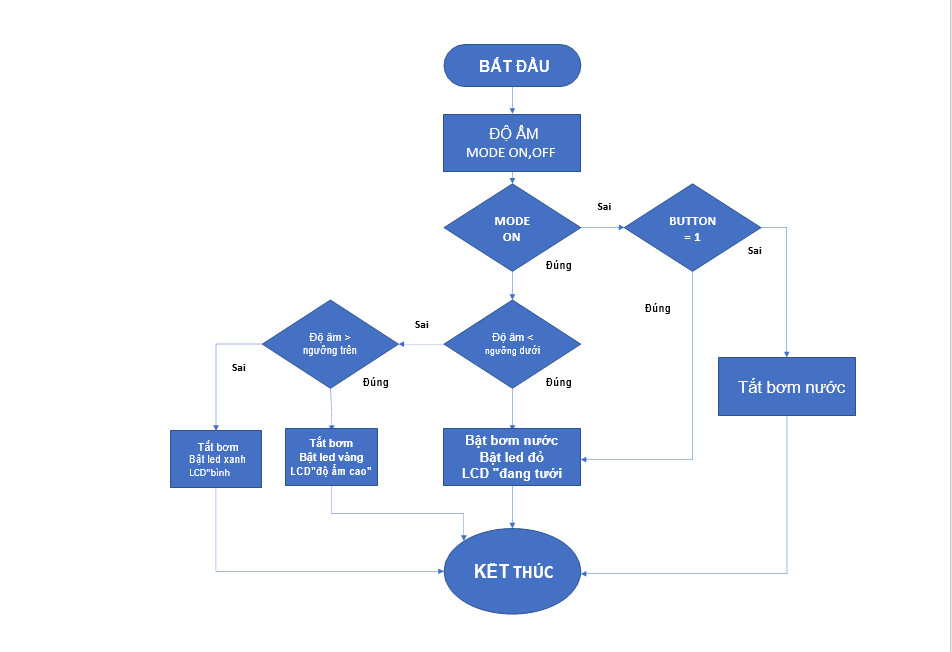 BẮT ĐẦU
ĐỘ ẨM
MODE ON,OFF
MODE
ON
Sai
BUTTON
= 1
Sai
Đúng
Đúng
Độ âm >
ngưỡng trên
Sai
Độ âm <
ngưỡng dưới
Sai
Đúng
Đúng
Tắt bơm nước
Tắt bơm
Bật led xanh
LCD"bình
Tắt bơm
Bật led vàng
LCD"độ ẩm cao"
Bật bơm nước
Bật led đỏ
LCD "đang tưới
KẾT THÚC